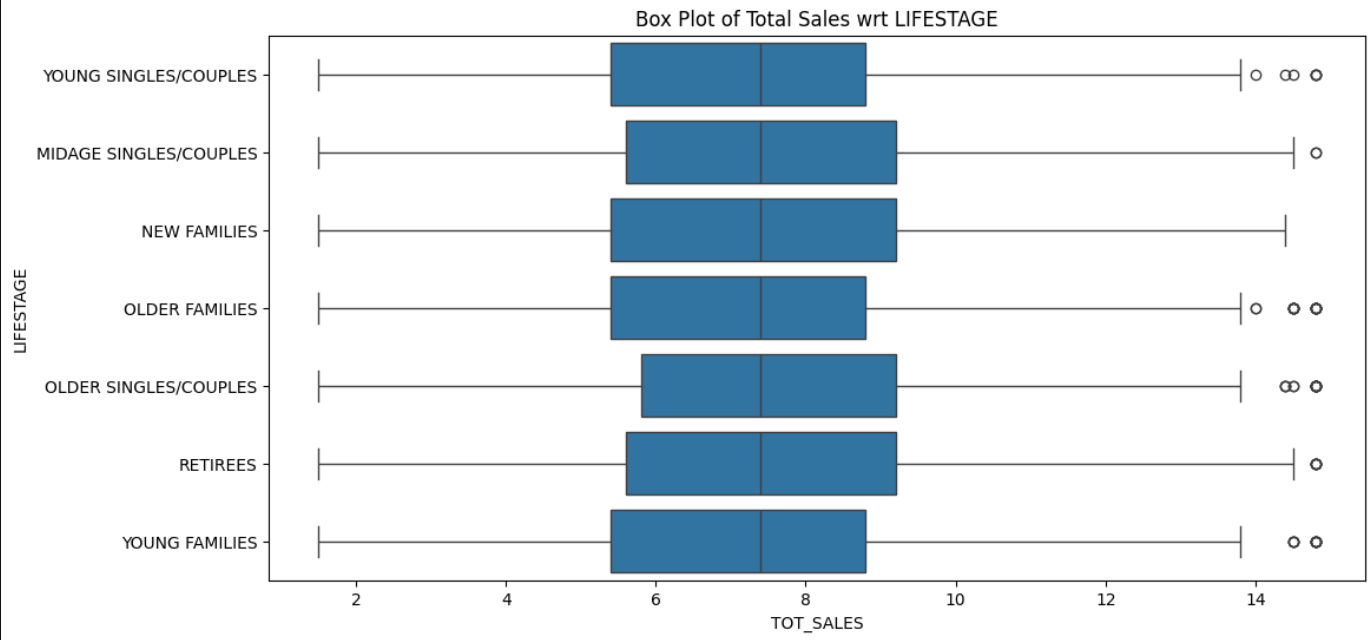 Box Plot of Total Sales wrt LIFESTAGE
YOUNG SINGLES/COUPLES
MIDAGE SINGLES/COUPLES
NEW FAMILIES
OLDER FAMILIES
OLDER SINGLES/COUPLES
RETIREES
YOUNG FAMILIES
LIFESTAGE
2 4 6 8 10 12 14
TOT_SALES